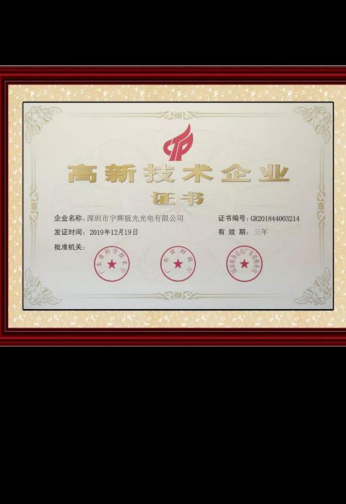 高新技术企业
证书
企业名称：深圳市宇辉极光光电有限公司 证书编号：GR201844003214
发证时间：2019年12月19日 有 效 期：三年
批准机关：